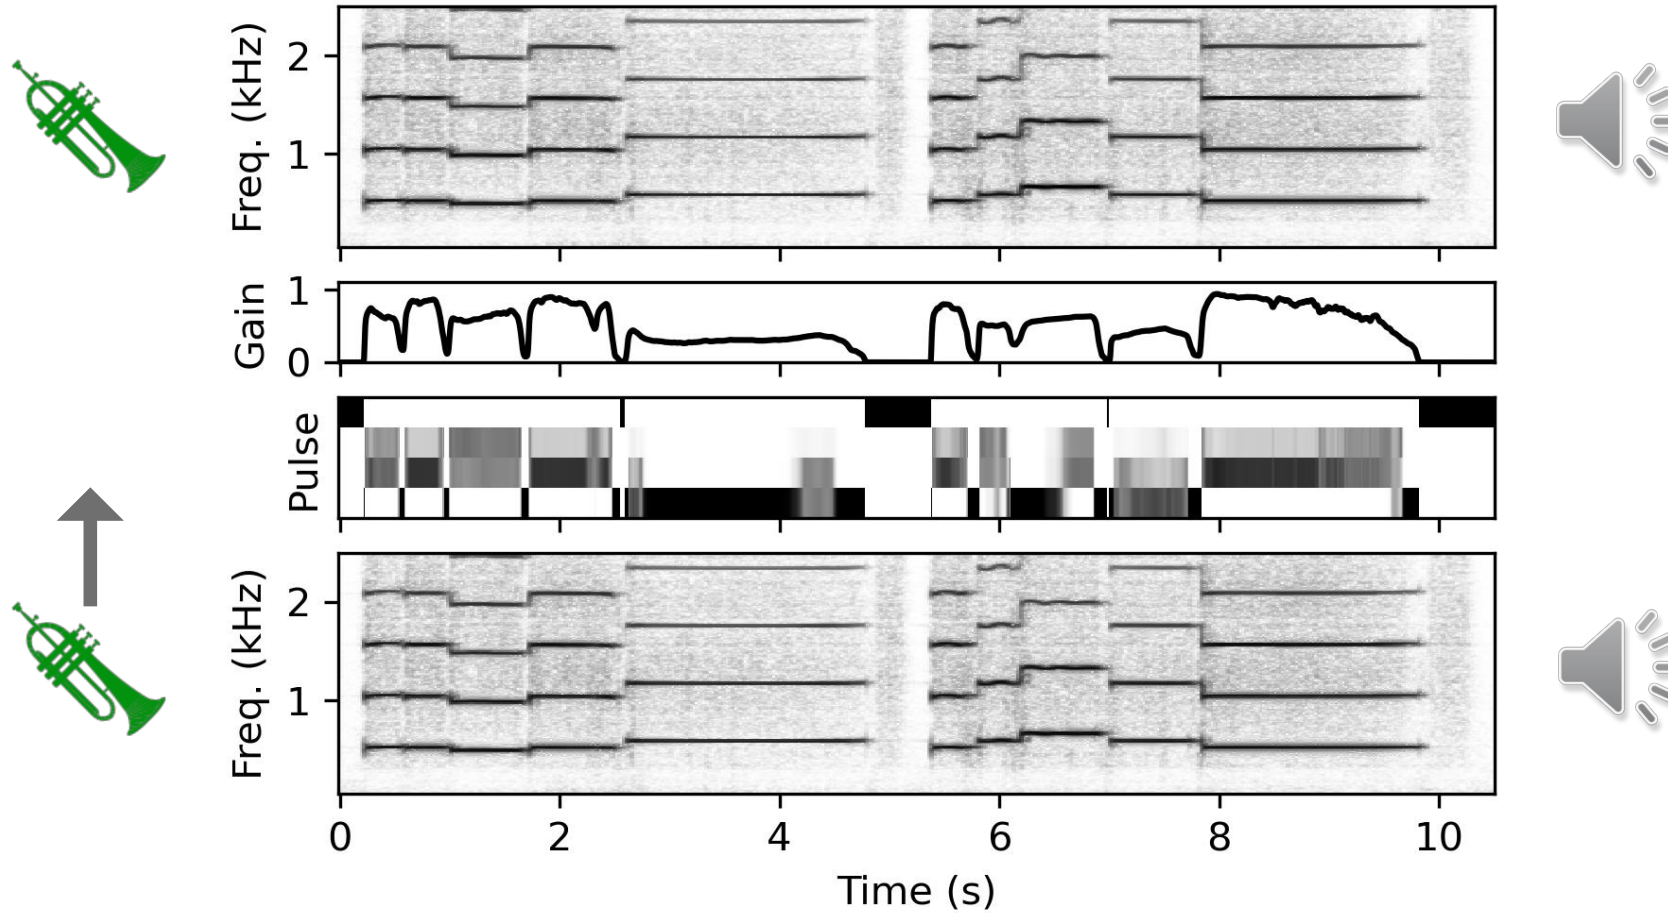 Freq. (kHz)
2
1
Gain
1
0
Pulse
Freq. (kHz)
2
1
0 2 4 6 8 10
Time (s)